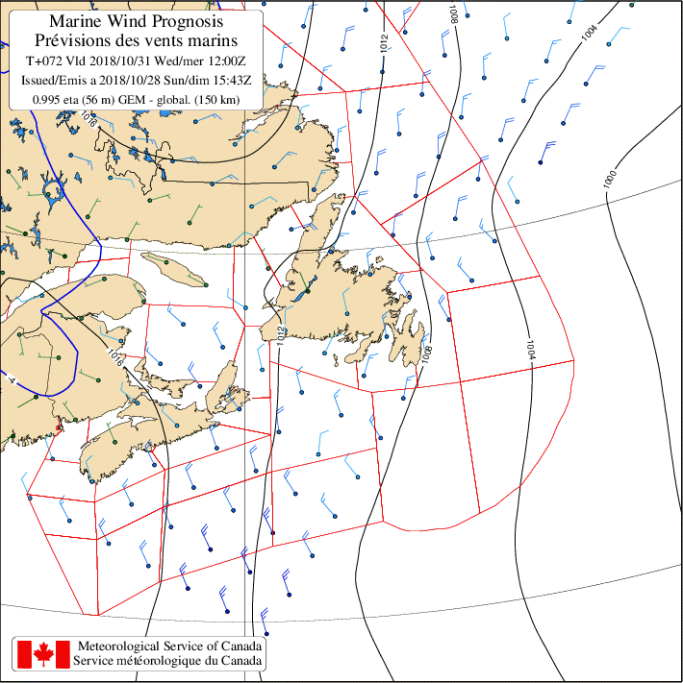 Marine Wind Prognosis
Prévisions des vents marins
T+072 Vld 2018/10/31 Wed/mer 12:00Z
Issued/Emis a 2018/10/28 Sun/dim 15:43Z
0.995 eta (56 m) GEM - global. (150 km)
1008
1004
1012
1018
1000
1012
1016
1008
1004
Meteorological Service of Canada
Service météorologique du Canada